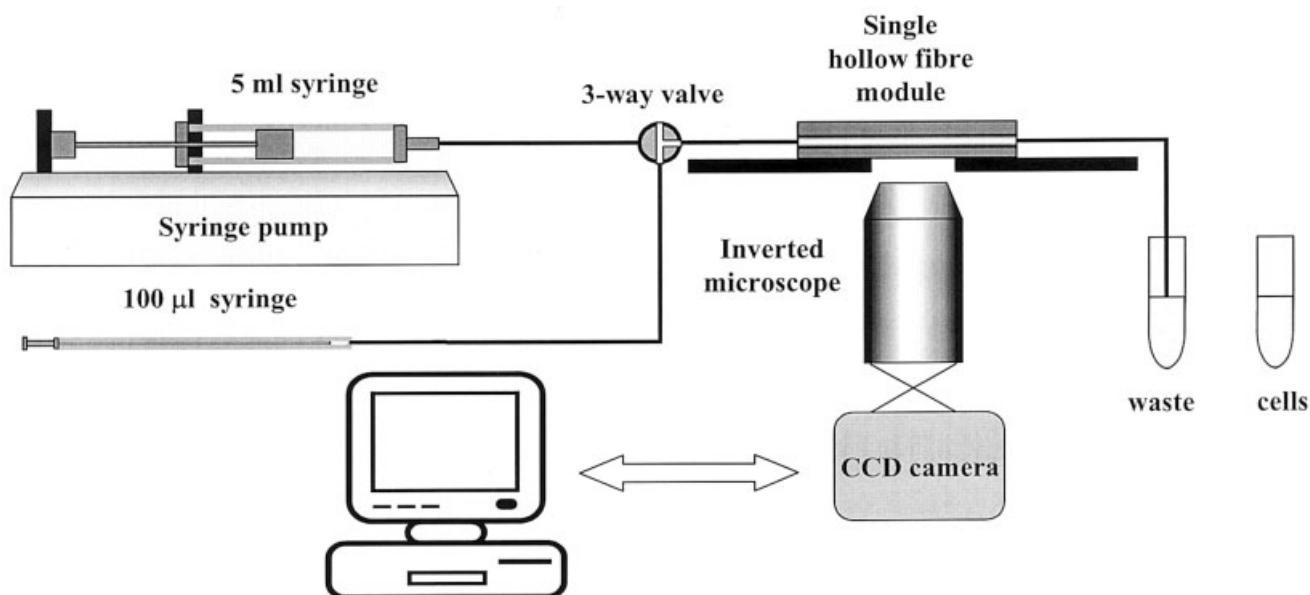 Single
hollow fibre
module
5 ml syringe
3-way valve
Syringe pump
Inverted
microscope
100 µl syringe
waste
cells
CCD camera